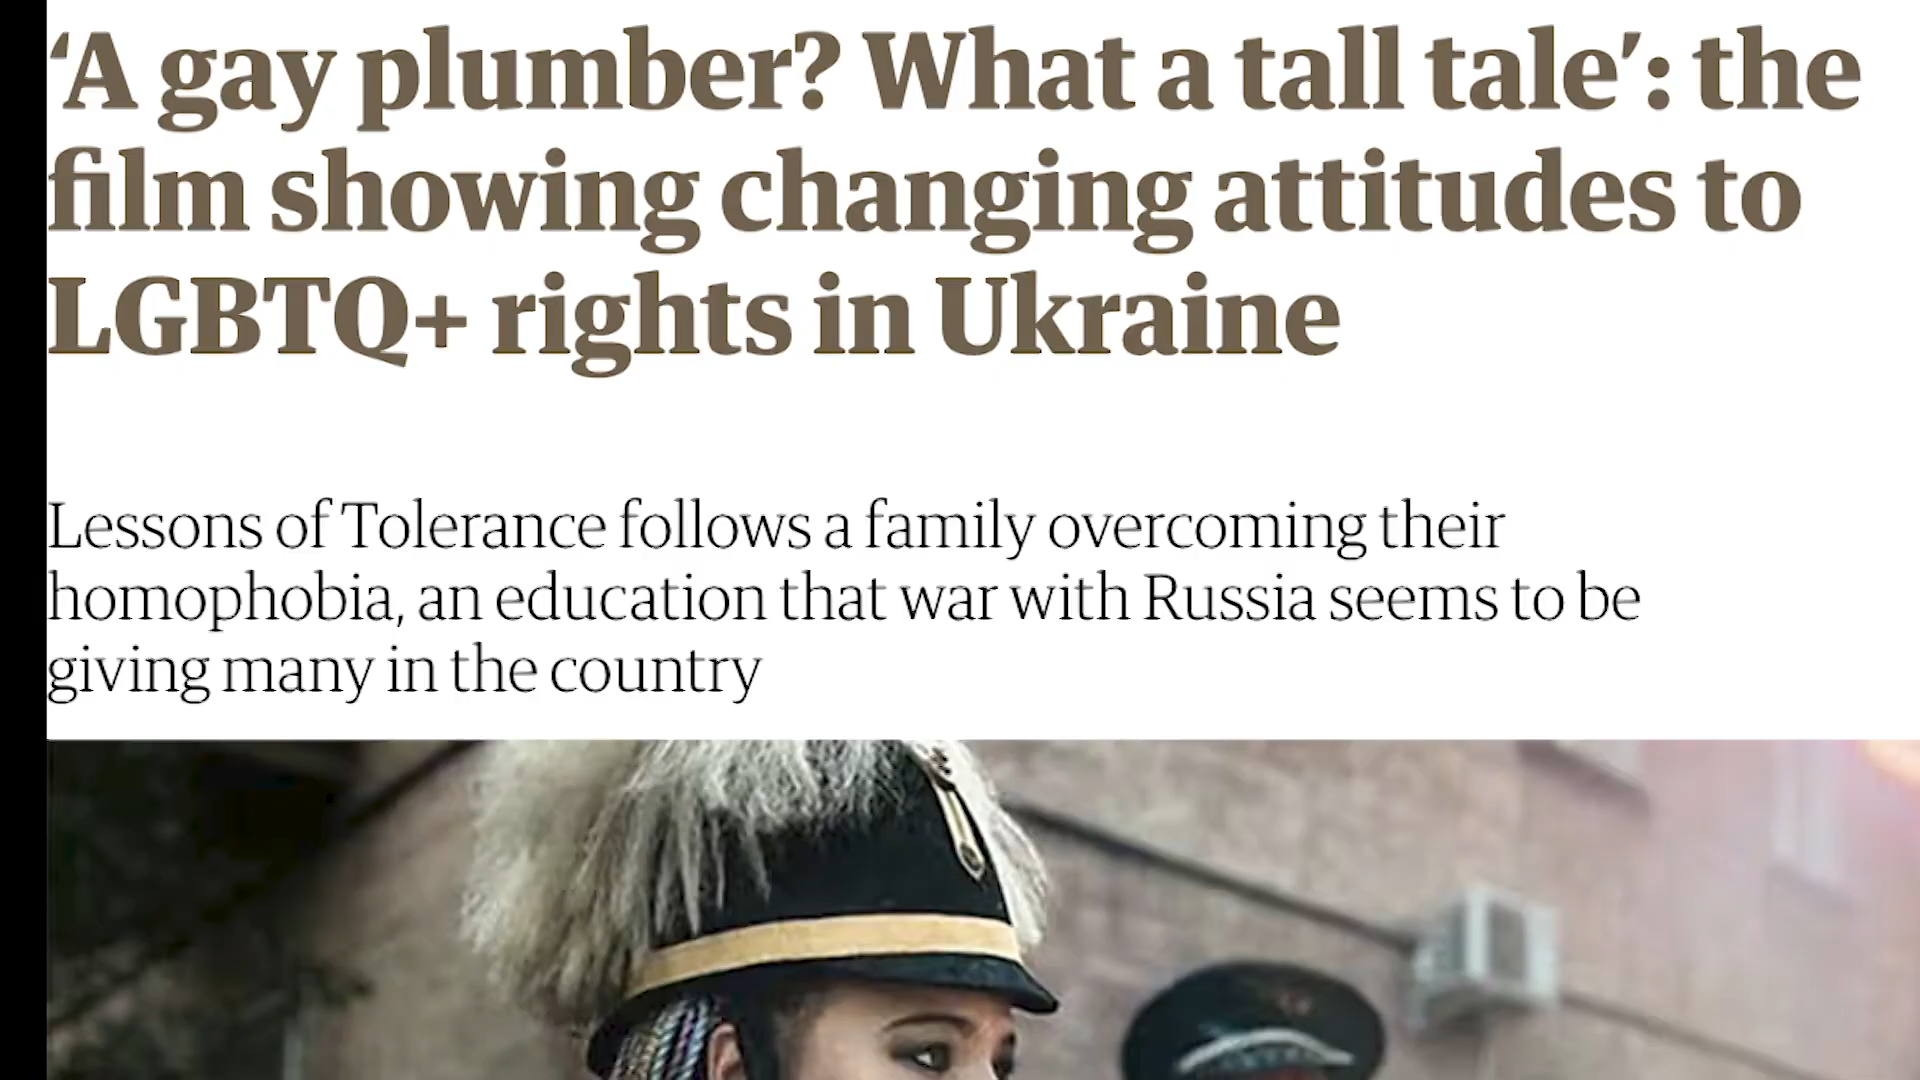 ‘A gay plumber? What a tall tale’: the
film showing changing attitudes to
LGBTQ+ rights in Ukraine
Lessons of Tolerance follows a family overcoming their
homophobia, an education that war with Russia seems to be
giving many in the country